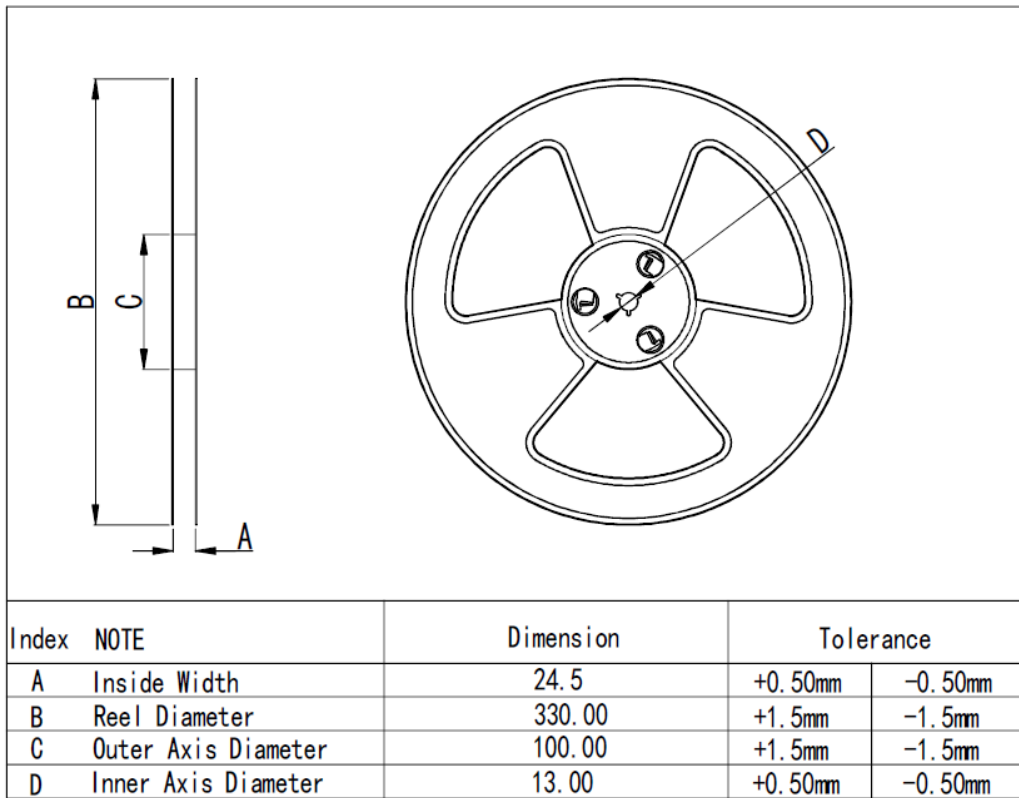 D
B
C
A
Index NOTE Dimension Tolerance
A Inside Width 24.5 +0.50mm -0.50mm
B Reel Diameter 330.00 +1.5mm -1.5mm
C Outer Axis Diameter 100.00 +1.5mm -1.5mm
D Inner Axis Diameter 13.00 +0.50mm -0.50mm